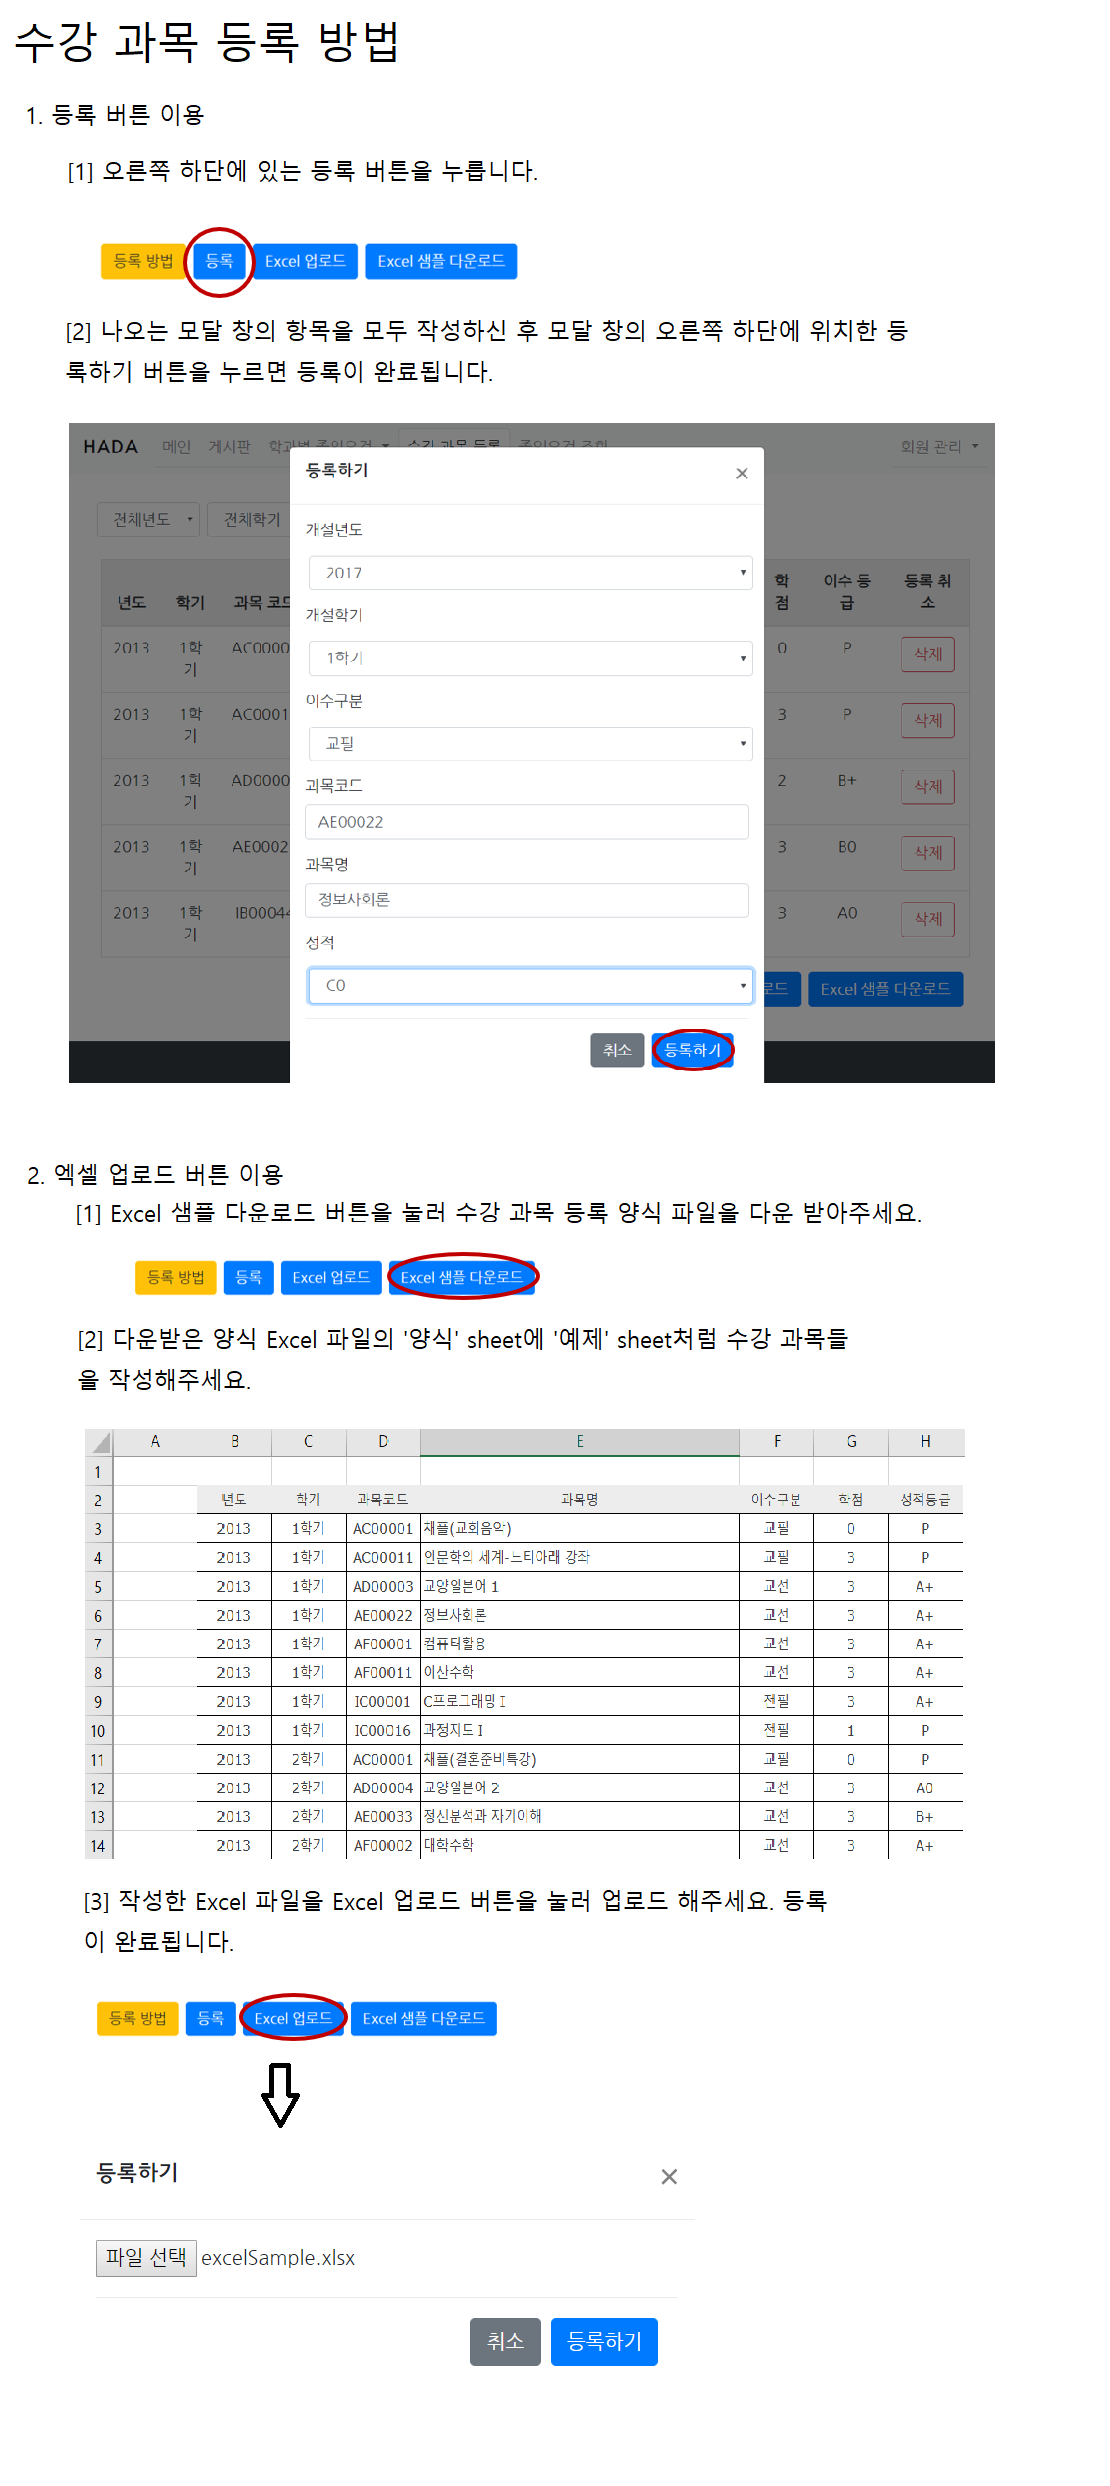 수강 과목 등록 방법
1. 등록 버튼 이용
[1] 오른쪽 하단에 있는 등록 버튼을 누릅니다.
등록 방법 등록 Excel 업로드 Excel 샘플 다운로드
[2] 나오는 모달 창의 항목을 모두 작성하신 후 모달 창의 오른쪽 하단에 위치한 등
록하기 버튼을 누르면 등록이 완료됩니다.
HADA 메인 게시판 학과별 졸업요건 수강 과목 등록 졸업요건 조회 회원 관리
등록하기 ×
전체년도 전체학기
개설년도
2017
년도 학기 과목 코드 학점 이수 등급 등록 취소
개설학기
1학기
2013 1학기 AC0000 0 P 삭제
이수구분
2013 1학기 AC0001 3 P 삭제
교필
2013 1학기 AD0000 2 B+ 삭제
과목코드
AE00022
2013 1학기 AE0002 3 B0 삭제
과목명
정보사회론
2013 1학기 IB00044 3 A0 삭제
성적
C0
로드 Excel 샘플 다운로드
취소 등록하기
2. 엑셀 업로드 버튼 이용
[1] Excel 샘플 다운로드 버튼을 눌러 수강 과목 등록 양식 파일을 다운 받아주세요.
등록 방법 등록 Excel 업로드 Excel 샘플 다운로드
[2] 다운받은 양식 Excel 파일의 '양식' sheet에 '예제' sheet처럼 수강 과목들
을 작성해주세요.
A B C D E F G H
1
2 년도 학기 과목코드 과목명 이수구분 학점 성적등급
3 2013 1학기 AC00001 채플(교회음악) 교필 0 P
4 2013 1학기 AC00011 인문학의 세계-느티아래 강좌 교필 3 P
5 2013 1학기 AD00003 교양일본어 1 교선 3 A+
6 2013 1학기 AE00022 정보사회론 교선 3 A+
7 2013 1학기 AF00001 컴퓨터활용 교선 3 A+
8 2013 1학기 AF00011 이산수학 교선 3 A+
9 2013 1학기 IC00001 C프로그래밍 I 전필 3 A+
10 2013 1학기 IC00016 과정지도 I 전필 1 P
11 2013 2학기 AC00001 채플(결혼준비특강) 교필 0 P
12 2013 2학기 AD00004 교양일본어 2 교선 3 A0
13 2013 2학기 AE00033 정신분석과 자기이해 교선 3 B+
14 2013 2학기 AF00002 대학수학 교선 3 A+
[3] 작성한 Excel 파일을 Excel 업로드 버튼을 눌러 업로드 해주세요. 등록
이 완료됩니다.
등록 방법 등록 Excel 업로드 Excel 샘플 다운로드
등록하기 ×
파일 선택 excelSample.xlsx
취소 등록하기